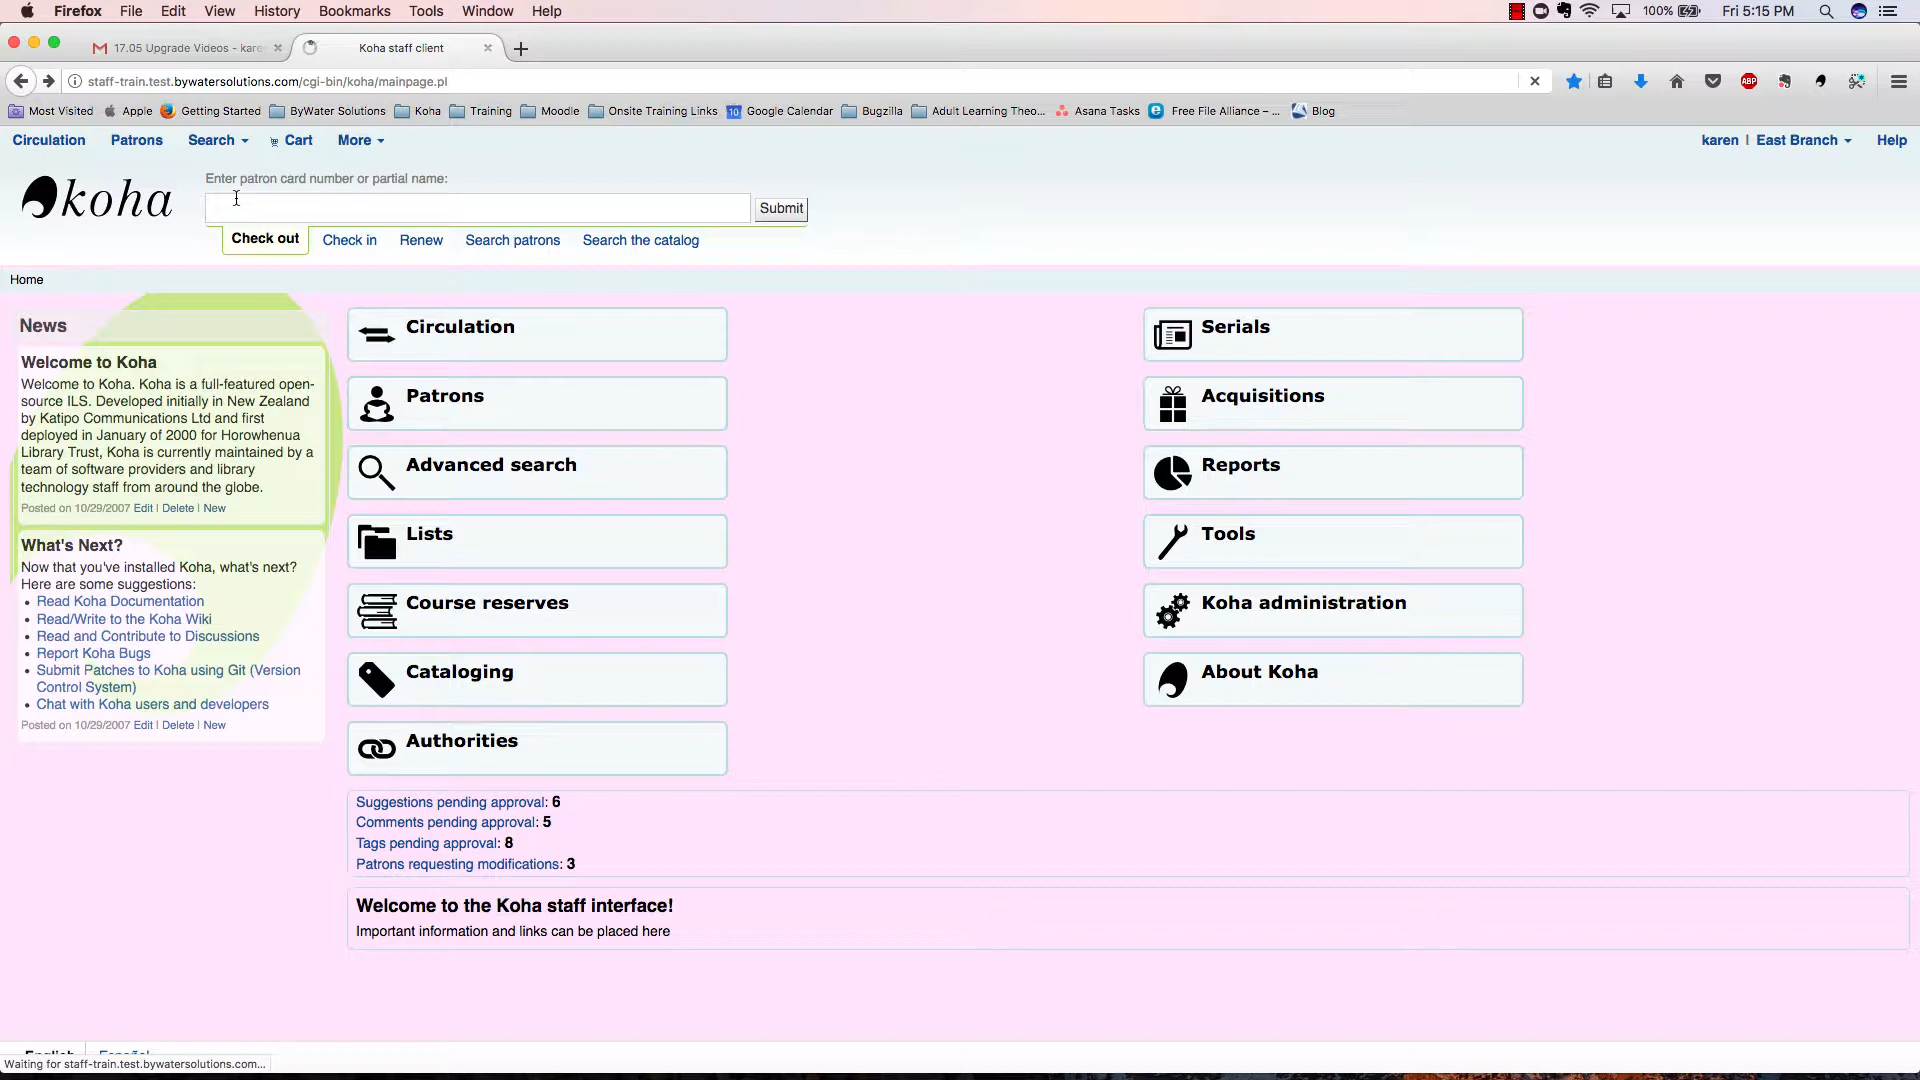 Firefox File Edit View History Bookmarks Tools Window Help 100% Fri 5:15 PM
17.05 Upgrade Videos - kare Koha staff client
staff-train.test.bywatersolutions.com/cgi-bin/koha/mainpage.pl ABP
Most Visited Apple Getting Started ByWater Solutions Koha Training Moodle Onsite Training Links 10 Google Calendar Bugzilla Adult Learning Theo... Asana Tasks Free File Alliance – ... Blog
Circulation Patrons Search Cart More karen | East Branch Help
Enter patron card number or partial name:
koha
Submit
Check out Check in Renew Search patrons Search the catalog
Home
News
Welcome to Koha
Welcome to Koha. Koha is a full-featured open-
source ILS. Developed initially in New Zealand
by Katipo Communications Ltd and first
deployed in January of 2000 for Horowhenua
Library Trust, Koha is currently maintained by a
team of software providers and library
technology staff from around the globe.
Posted on 10/29/2007 Edit | Delete | New
What's Next?
Now that you've installed Koha, what's next?
Here are some suggestions:
Read Koha Documentation
Read/Write to the Koha Wiki
Read and Contribute to Discussions
Report Koha Bugs
Submit Patches to Koha using Git (Version
Control System)
Chat with Koha users and developers
Posted on 10/29/2007 Edit | Delete | New
Circulation
Patrons
Advanced search
Lists
Course reserves
Cataloging
Authorities
Serials
Acquisitions
Reports
Tools
Koha administration
About Koha
Suggestions pending approval: 6
Comments pending approval: 5
Tags pending approval: 8
Patrons requesting modifications: 3
Welcome to the Koha staff interface!
Important information and links can be placed here
English Español
Waiting for staff-train.test.bywatersolutions.com...